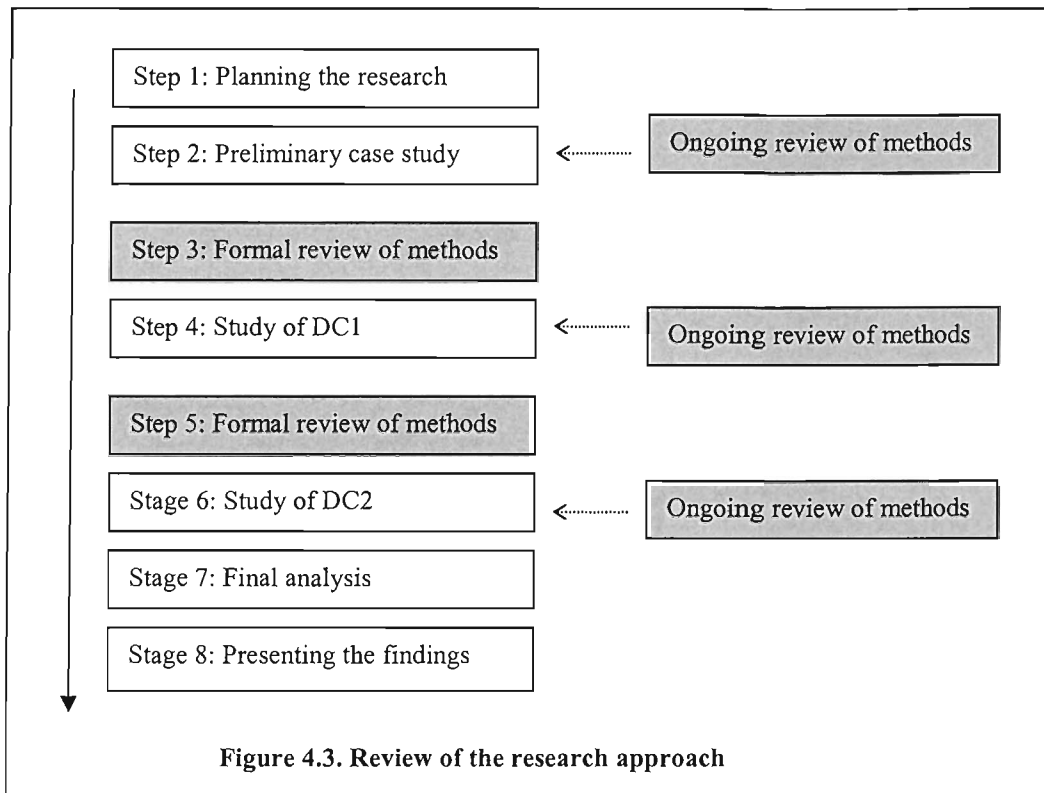 Step 1: Planning the research
Step 2: Preliminary case study
Ongoing review of methods
Step 3: Formal review of methods
Step 4: Study of DC1
Ongoing review of methods
Step 5: Formal review of methods
Stage 6: Study of DC2
Ongoing review of methods
Stage 7: Final analysis
Stage 8: Presenting the findings
Figure 4.3. Review of the research approach